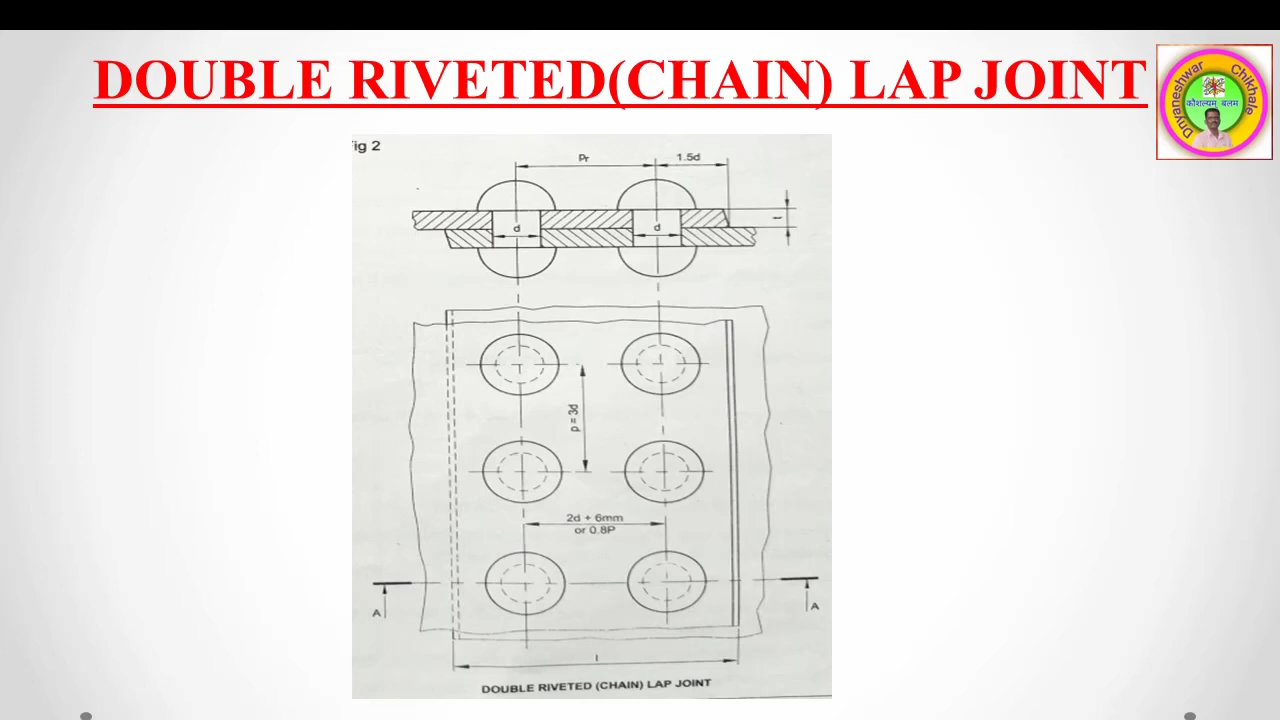 DOUBLE RIVETED(CHAIN) LAP JOINT
Dnyaneshwar Chikhale
कौशल्यम् बलम
ig 2
Pr
1.5d
d
d
t
p = 3d
2d + 6mm
or 0.8P
A
A
l
DOUBLE RIVETED (CHAIN) LAP JOINT